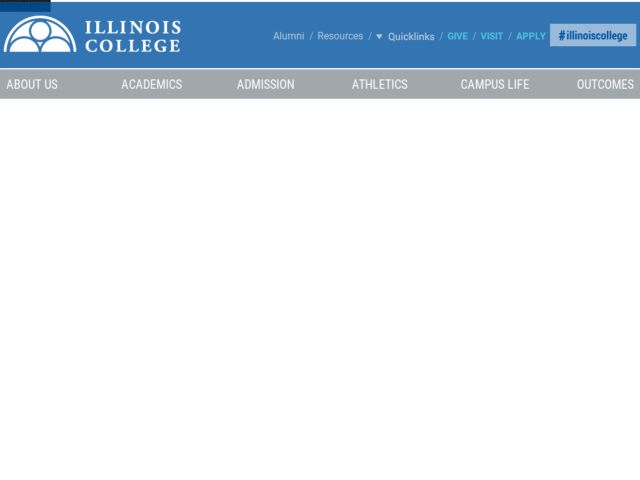 ILLINOIS
COLLEGE
Alumni / Resources / Quicklinks / GIVE / VISIT / APPLY #illinoiscollege
ABOUT US ACADEMICS ADMISSION ATHLETICS CAMPUS LIFE OUTCOMES